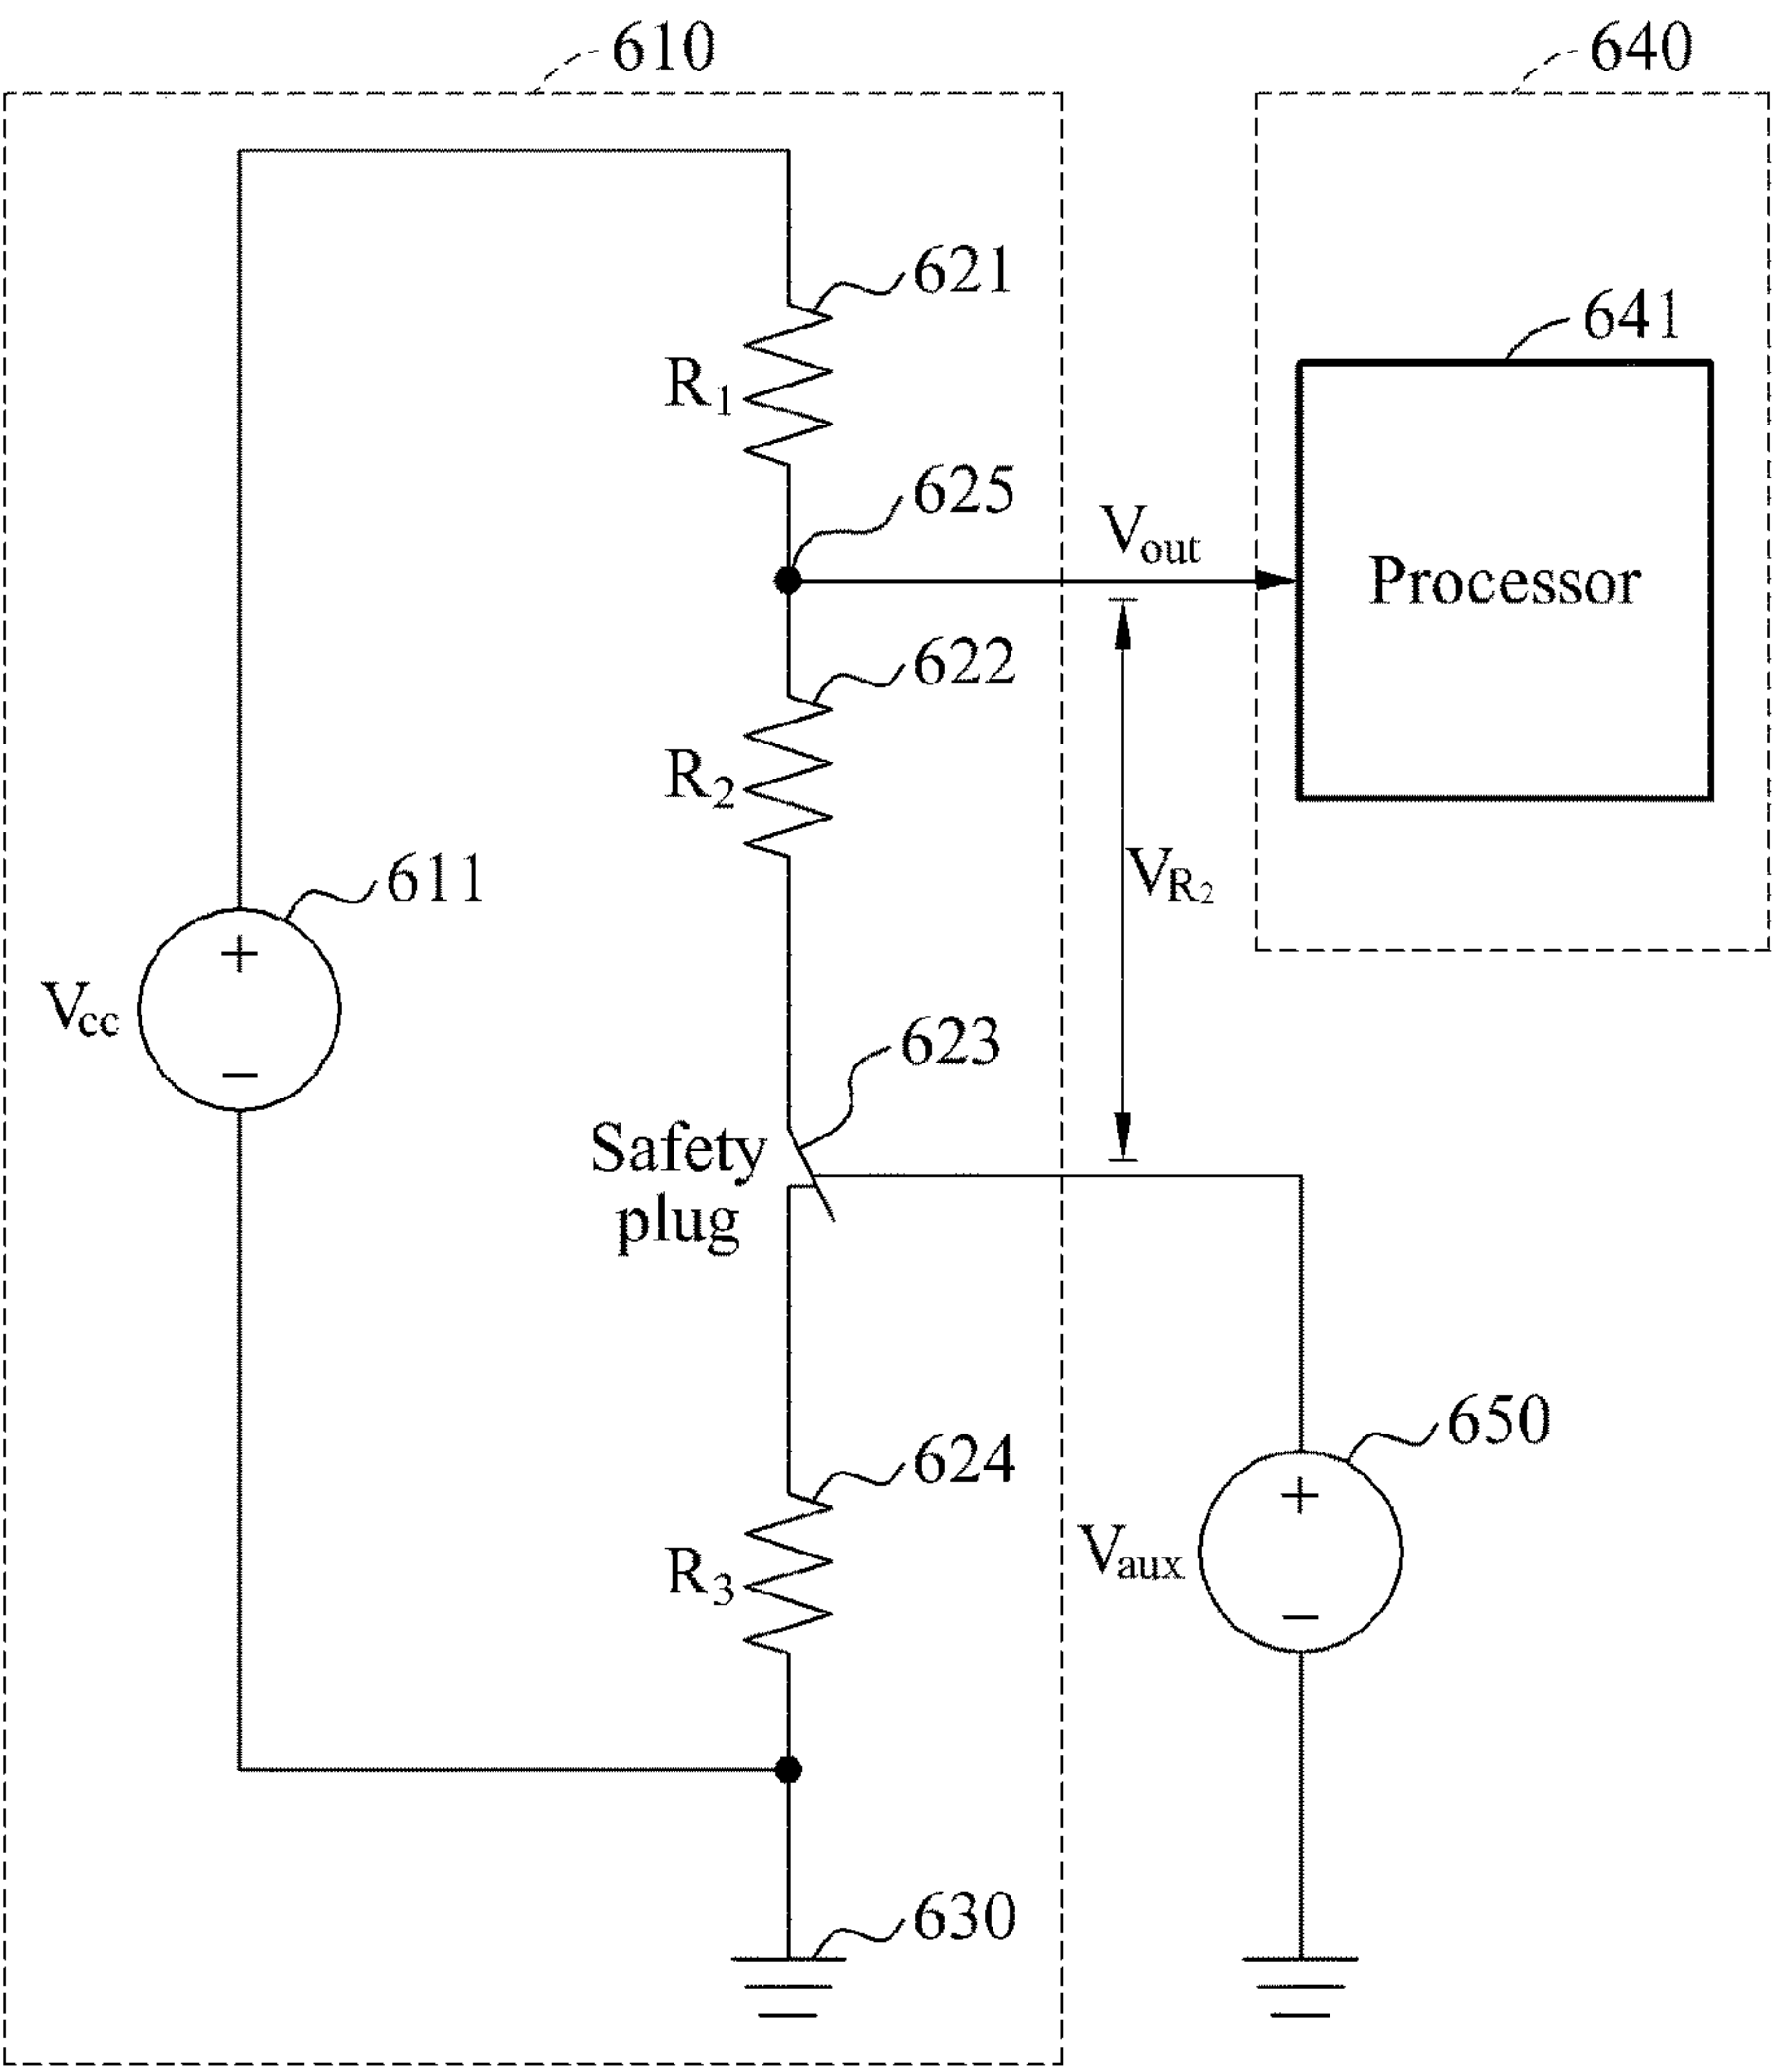 610
640
621
641
R1
625
Vout
Processor
622
R2
611
VR2
Vcc
623
Safety
plug
650
624
Vaux
R3
630